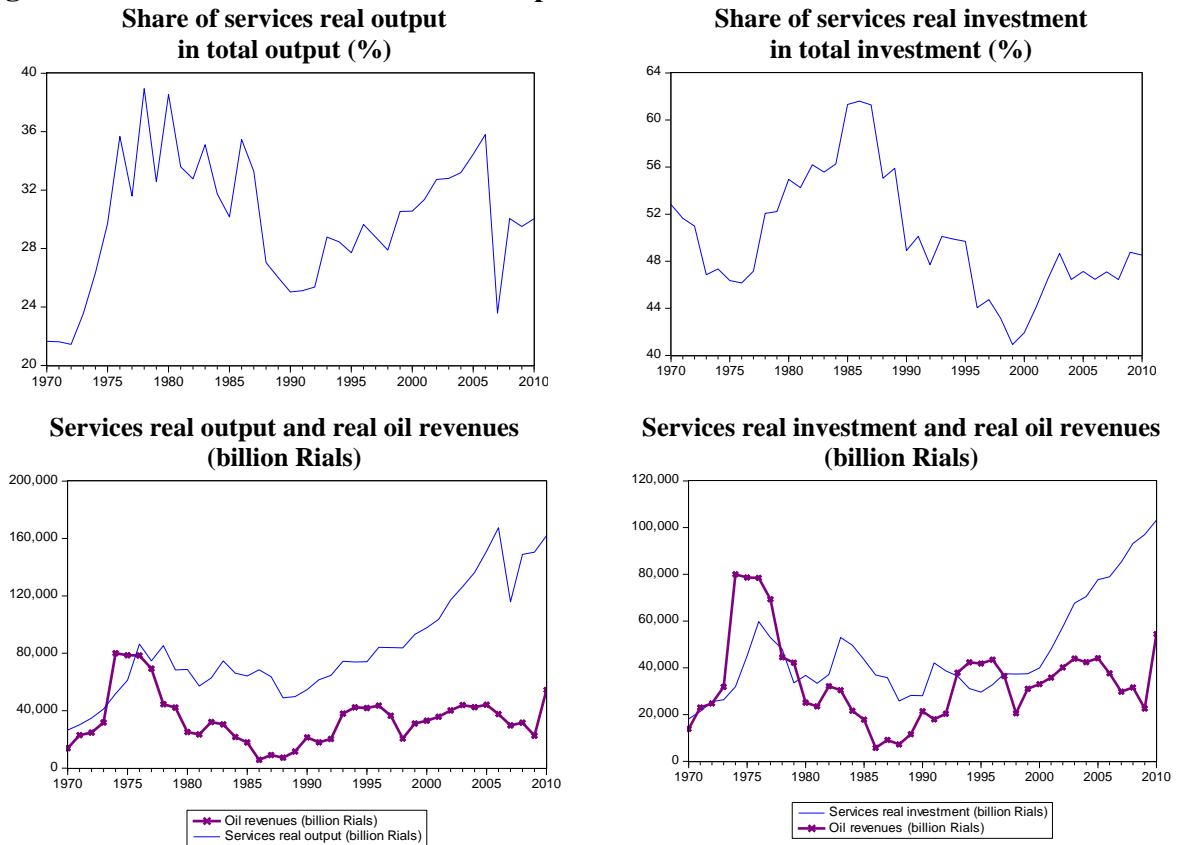 Share of services real output
in total output (%)
40
36
32
28
24
20
1970 1975 1980 1985 1990 1995 2000 2005 2010
Share of services real investment
in total investment (%)
64
60
56
52
48
44
40
1970 1975 1980 1985 1990 1995 2000 2005 2010
Services real output and real oil revenues
(billion Rials)
200,000
160,000
120,000
80,000
40,000
0
1970 1975 1980 1985 1990 1995 2000 2005 2010
Oil revenues (billion Rials)
Services real output (billion Rials)
Services real investment and real oil revenues
(billion Rials)
120,000
100,000
80,000
60,000
40,000
20,000
0
1970 1975 1980 1985 1990 1995 2000 2005 2010
Services real investment (billion Rials)
Oil revenues (billion Rials)